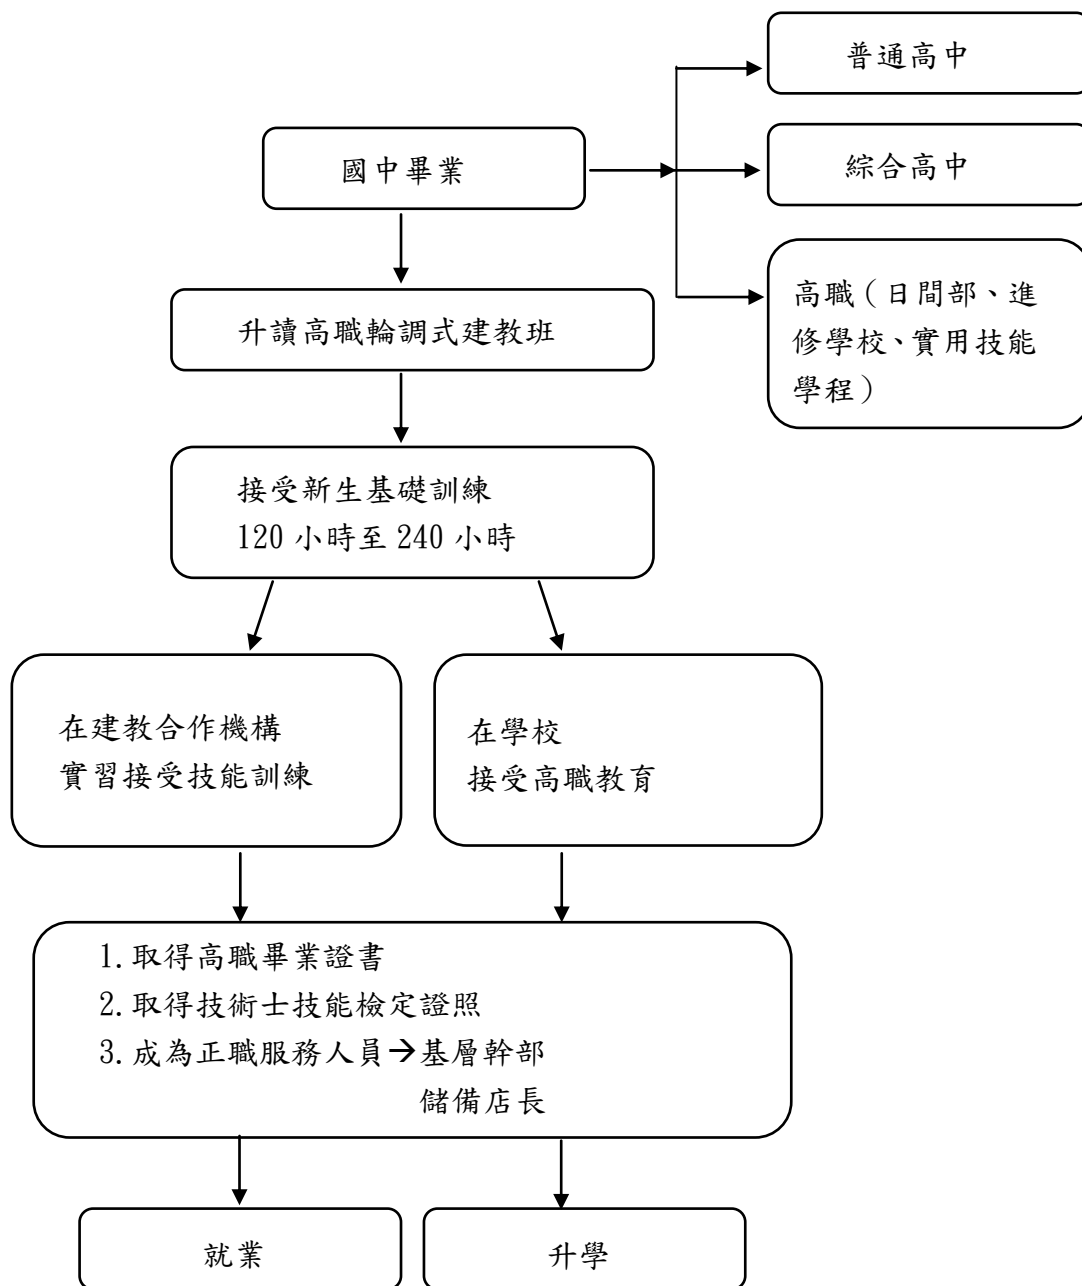 普通高中
國中畢業
綜合高中
升讀高職輪調式建教班
高職（日間部、進
修學校、實用技能
學程）
接受新生基礎訓練
120 小時至 240 小時
在建教合作機構
實習接受技能訓練
在學校
接受高職教育
1. 取得高職畢業證書
2. 取得技術士技能檢定證照
3. 成為正職服務人員→基層幹部
儲備店長
就業
升學